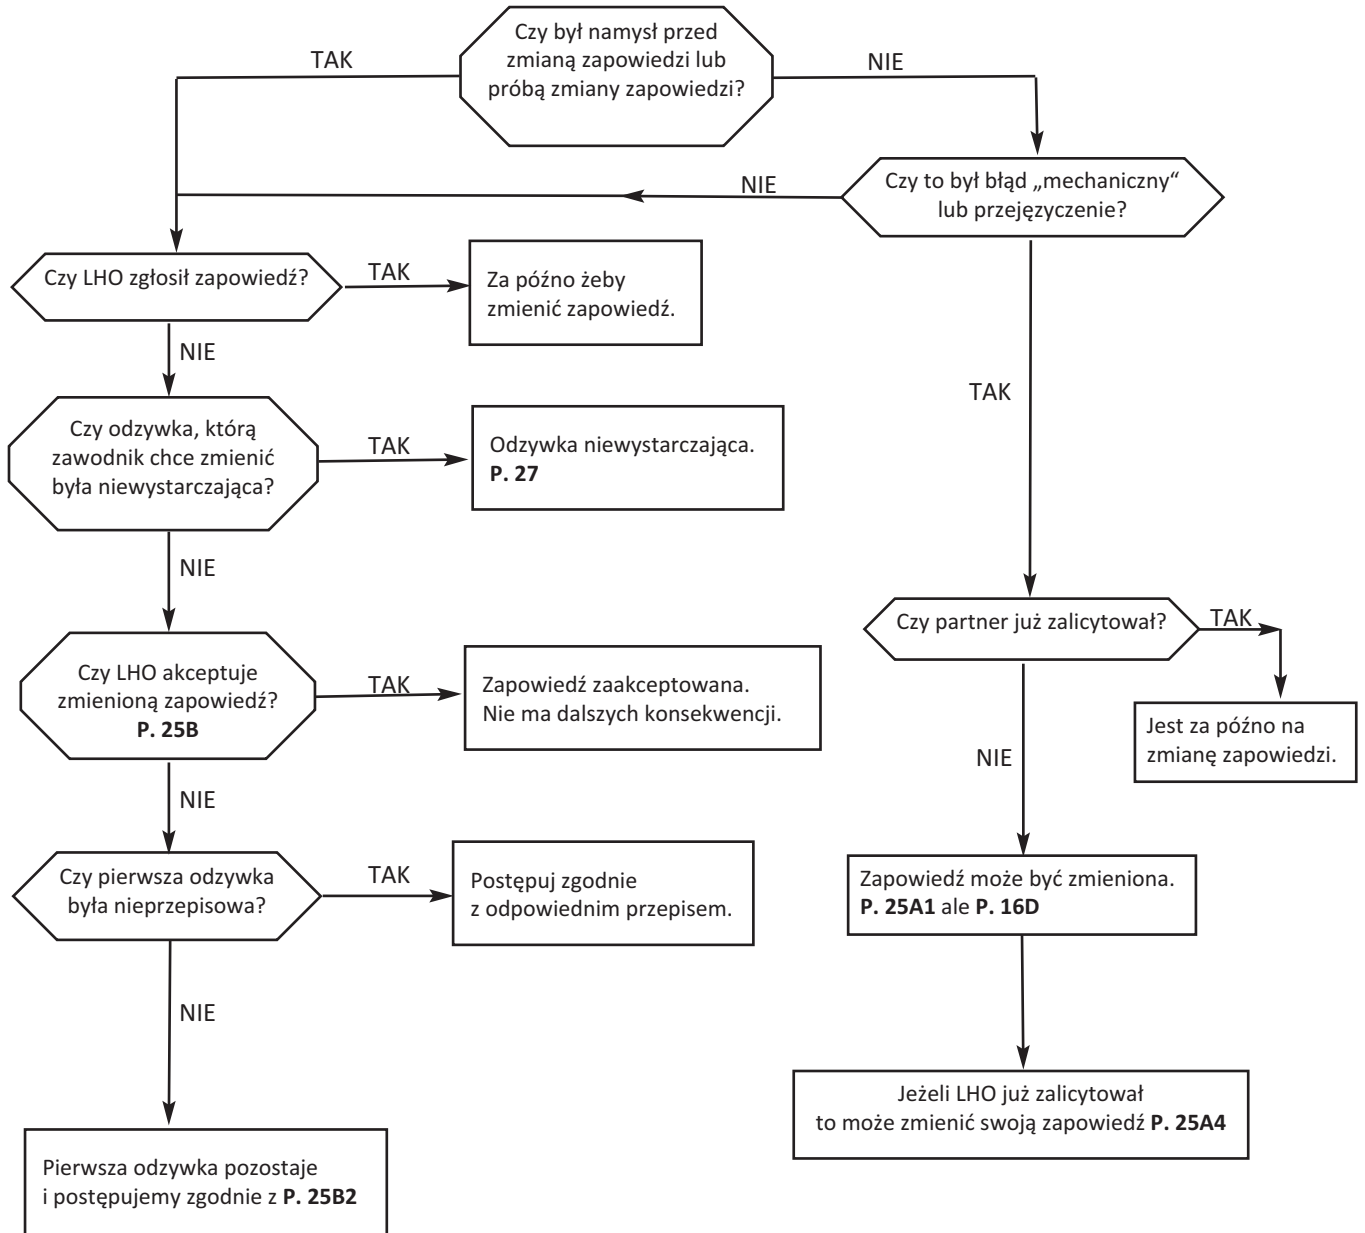 Czy był namysł przed
zmianą zapowiedzi lub
próbą zmiany zapowiedzi?
TAK
NIE
Czy to był błąd „mechaniczny“
lub przejęzyczenie?
NIE
Czy LHO zgłosił zapowiedź?
TAK
Za późno żeby
zmienić zapowiedź.
NIE
TAK
Czy odzywka, którą
zawodnik chce zmienić
była niewystarczająca?
TAK
Odzywka niewystarczająca.
P. 27
NIE
Czy partner już zalicytował?
TAK
Jest za późno na
zmianę zapowiedzi.
Czy LHO akceptuje
zmienioną zapowiedź?
P. 25B
TAK
Zapowiedź zaakceptowana.
Nie ma dalszych konsekwencji.
NIE
NIE
Czy pierwsza odzywka
była nieprzepisowa?
TAK
Postępuj zgodnie
z odpowiednim przepisem.
Zapowiedź może być zmieniona.
P. 25A1 ale P. 16D
NIE
Jeżeli LHO już zalicytował
to może zmienić swoją zapowiedź P. 25A4
Pierwsza odzywka pozostaje
i postępujemy zgodnie z P. 25B2